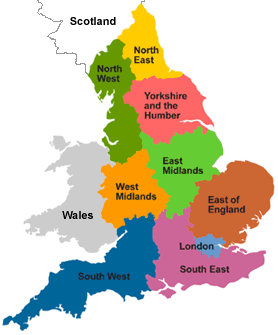 Scotland
North
East
North
West
Yorkshire
and the
Humber
East
Midlands
West
Midlands
East of
England
Wales
London
South West
South East